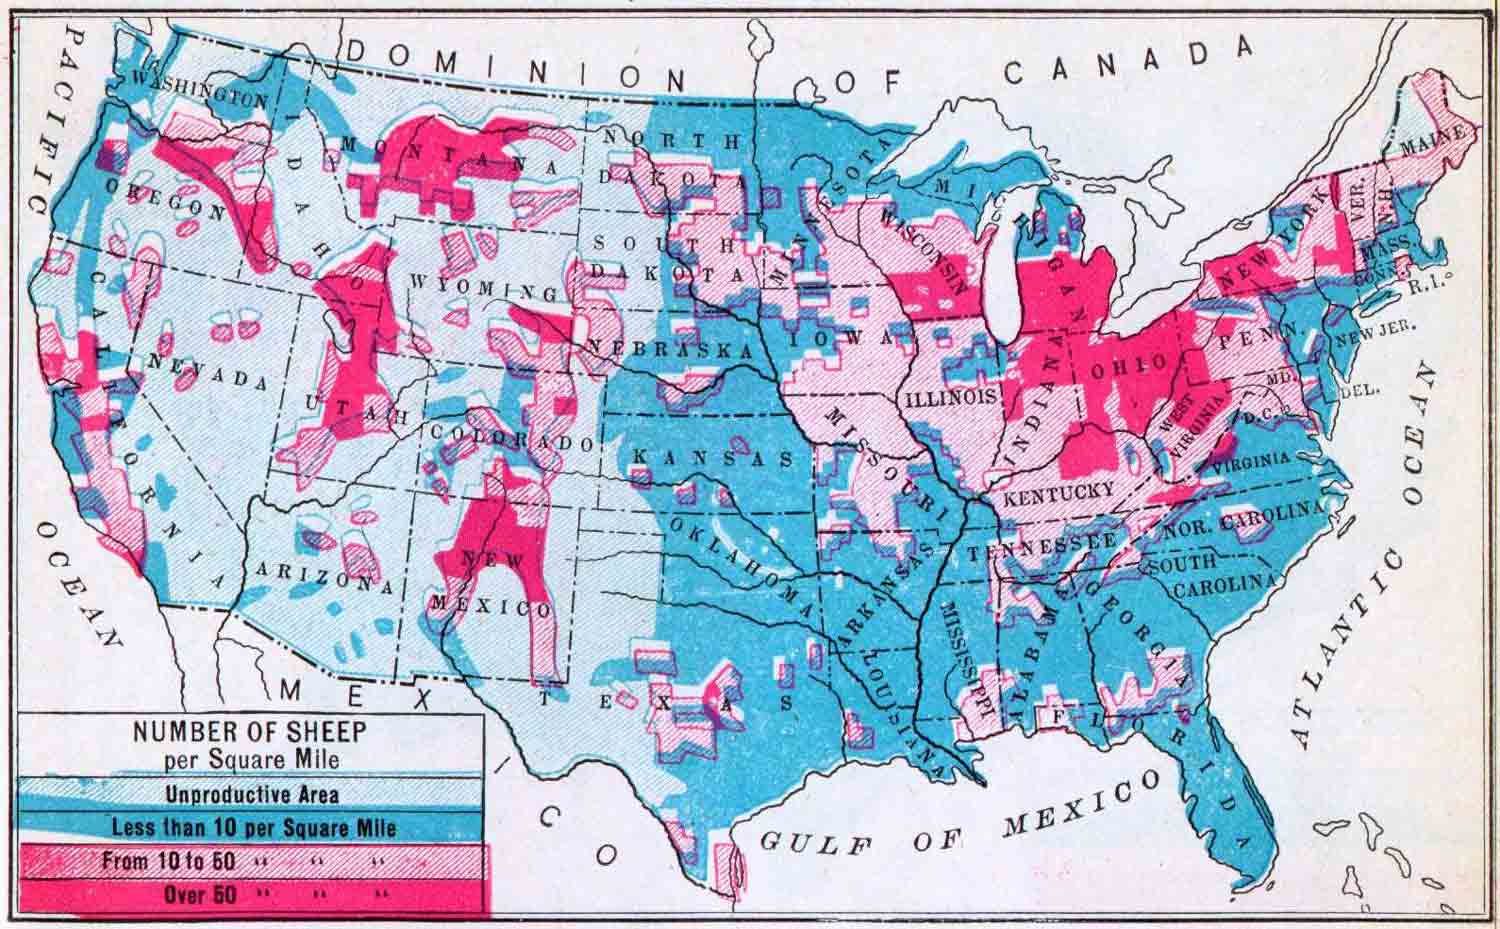 DOMINION OF CANADA
PACIFIC OCEAN
WASHINGTON
OREGON
IDAHO
MONTANA
NORTH DAKOTA
SOUTH DAKOTA
MINNESOTA
WISCONSIN
MICHIGAN
NEW YORK
VER.
N.H.
MAINE
MASS.
CONN.
R.I.
CALIFORNIA
NEVADA
UTAH
WYOMING
COLORADO
NEBRASKA
IOWA
ILLINOIS
INDIANA
OHIO
PENN.
NEW JER.
MD.
DEL.
D.C.
WEST VIRGINIA
VIRGINIA
KANSAS
MISSOURI
KENTUCKY
TENNESSEE
NOR. CAROLINA
SOUTH CAROLINA
ARIZONA
NEW MEXICO
OKLAHOMA
ARKANSAS
MISSISSIPPI
ALABAMA
GEORGIA
TEXAS
LOUISIANA
FLORIDA
ATLANTIC OCEAN
GULF OF MEXICO
MEXICO
NUMBER OF SHEEP
per Square Mile
Unproductive Area
Less than 10 per Square Mile
From 10 to 50 " " "
Over 50 " " "